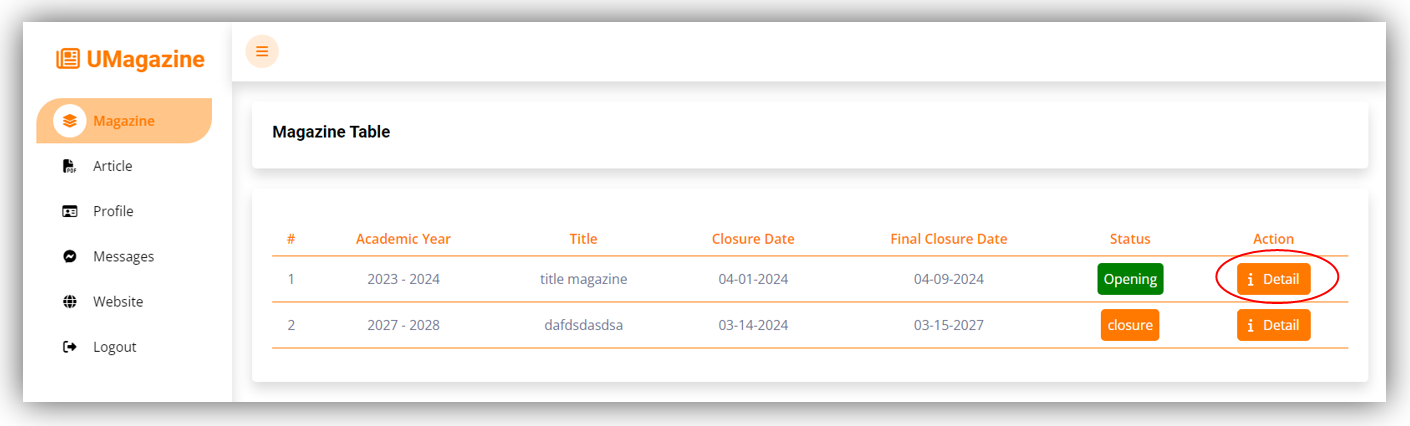 UMagazine
Magazine
Article
Profile
Messages
Website
Logout
Magazine Table
# Academic Year Title Closure Date Final Closure Date Status Action
1 2023 - 2024 title magazine 04-01-2024 04-09-2024 Opening Detail
2 2027 - 2028 dafdsdasdsa 03-14-2024 03-15-2027 closure Detail